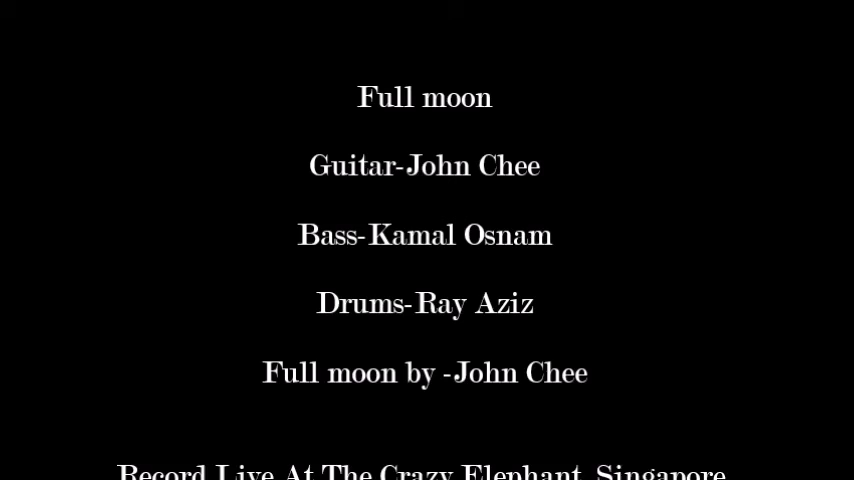 Full moon
Guitar-John Chee
Bass-Kamal Osnam
Drums-Ray Aziz
Full moon by -John Chee
Record Live At The Crazy Elephant, Singapore